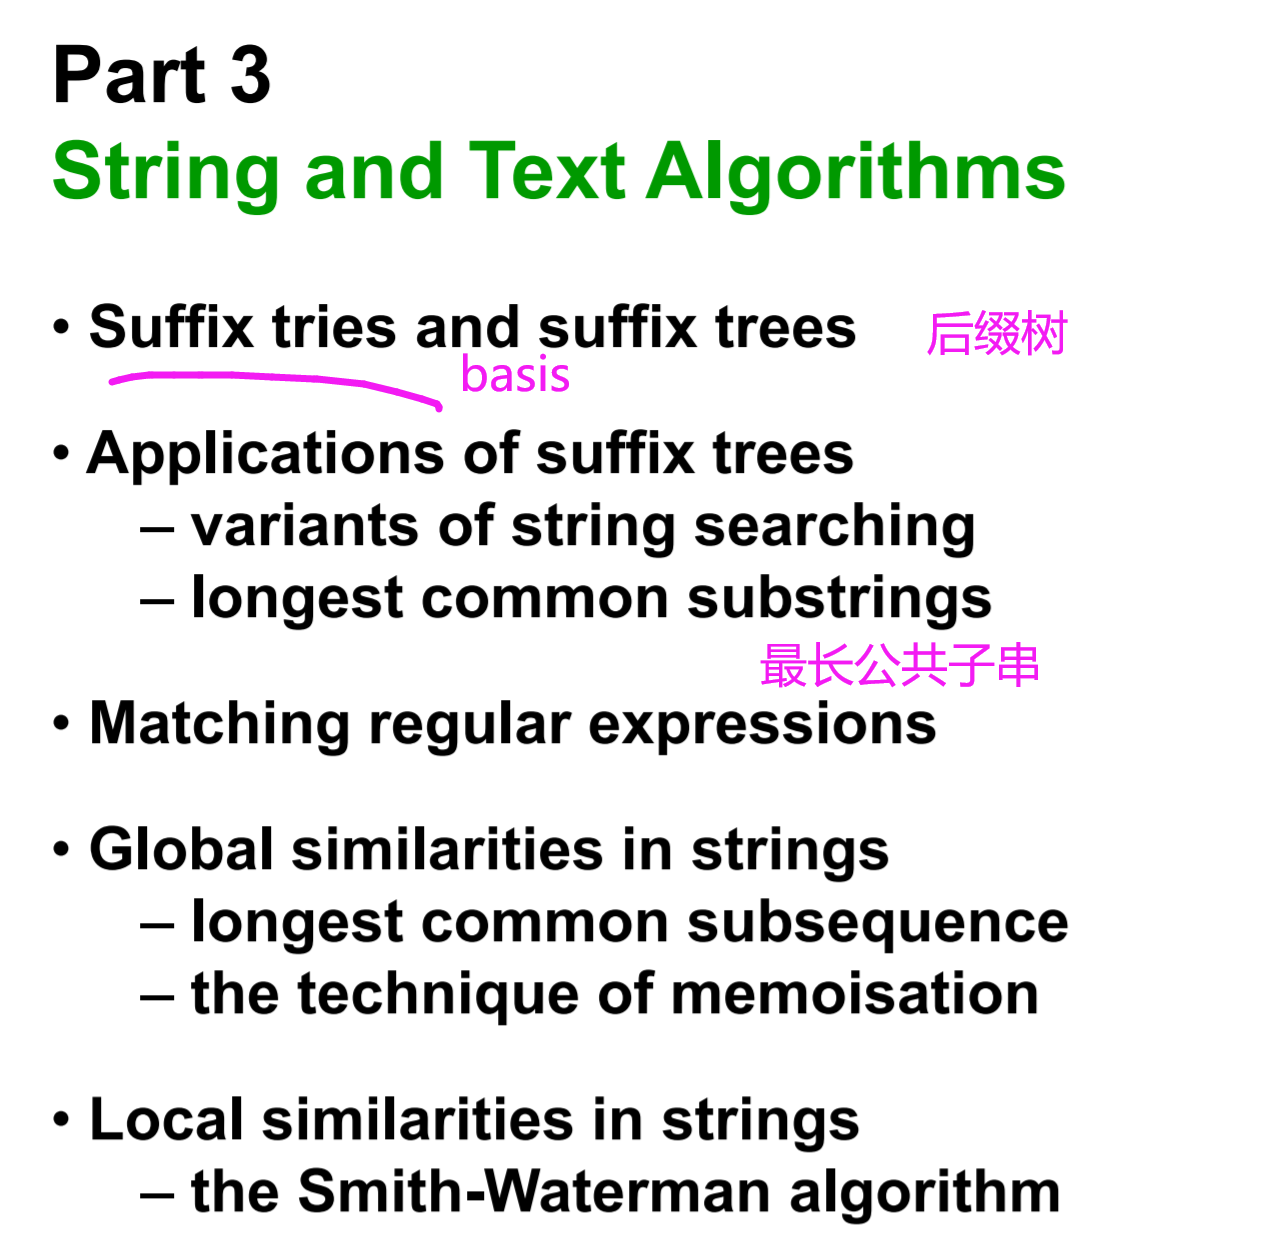 Part 3
String and Text Algorithms
• Suffix tries and suffix trees 后缀树
basis
• Applications of suffix trees
– variants of string searching
– longest common substrings
最长公共子串
• Matching regular expressions
• Global similarities in strings
– longest common subsequence
– the technique of memoisation
• Local similarities in strings
– the Smith-Waterman algorithm